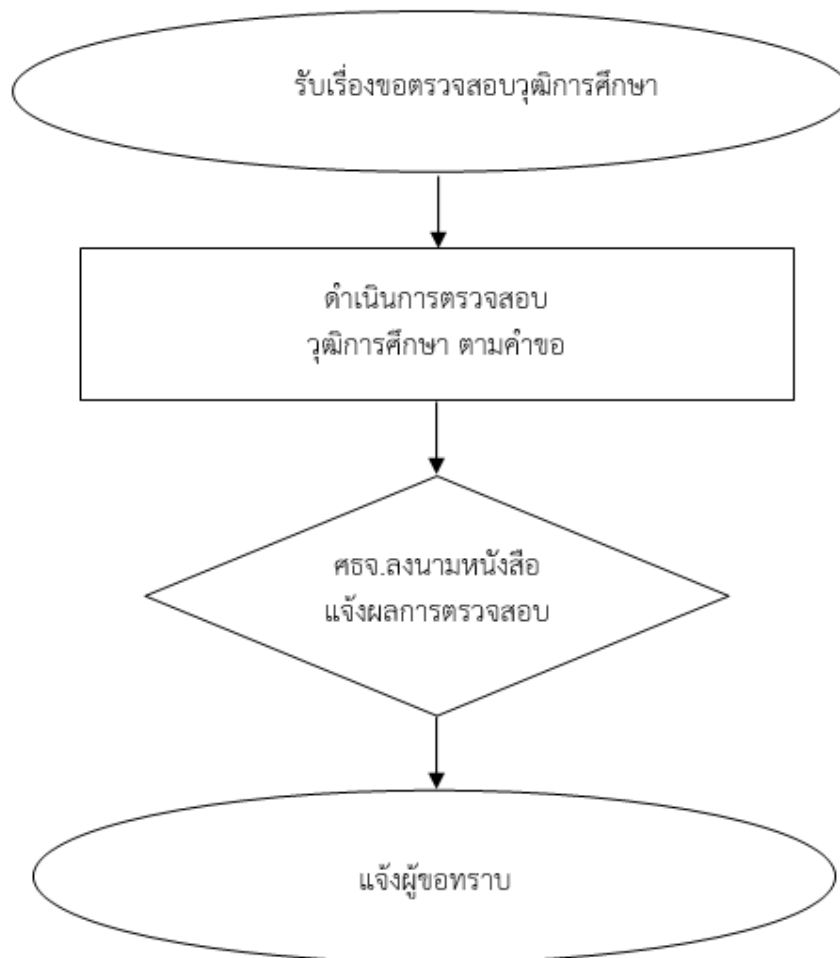 รับเรื่องขอตรวจสอบวุฒิการศึกษา
ดำเนินการตรวจสอบ
วุฒิการศึกษา ตามคำขอ
ศธจ.ลงนามหนังสือ
แจ้งผลการตรวจสอบ
แจ้งผู้ขอทราบ